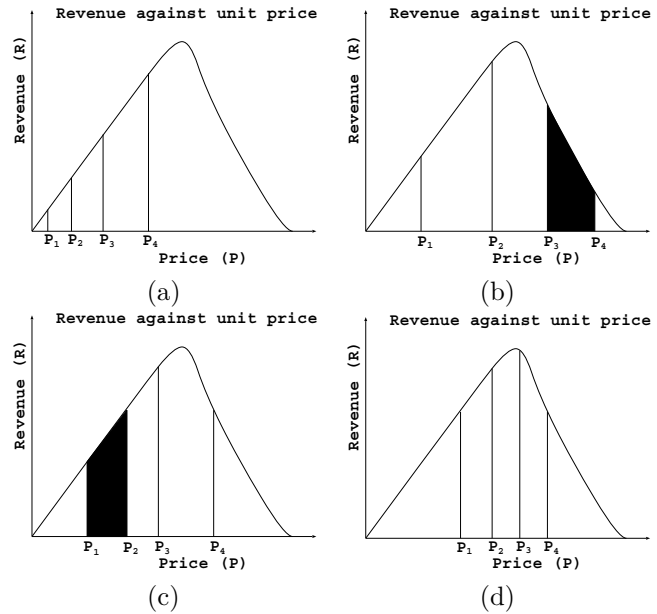 Revenue against unit price
Revenue (R)
P1 P2 P3 P4
Price (P)
(a)
Revenue against unit price
Revenue (R)
P1 P2 P3 P4
Price (P)
(b)
Revenue against unit price
Revenue (R)
P1 P2 P3 P4
Price (P)
(c)
Revenue against unit price
Revenue (R)
P1 P2 P3 P4
Price (P)
(d)